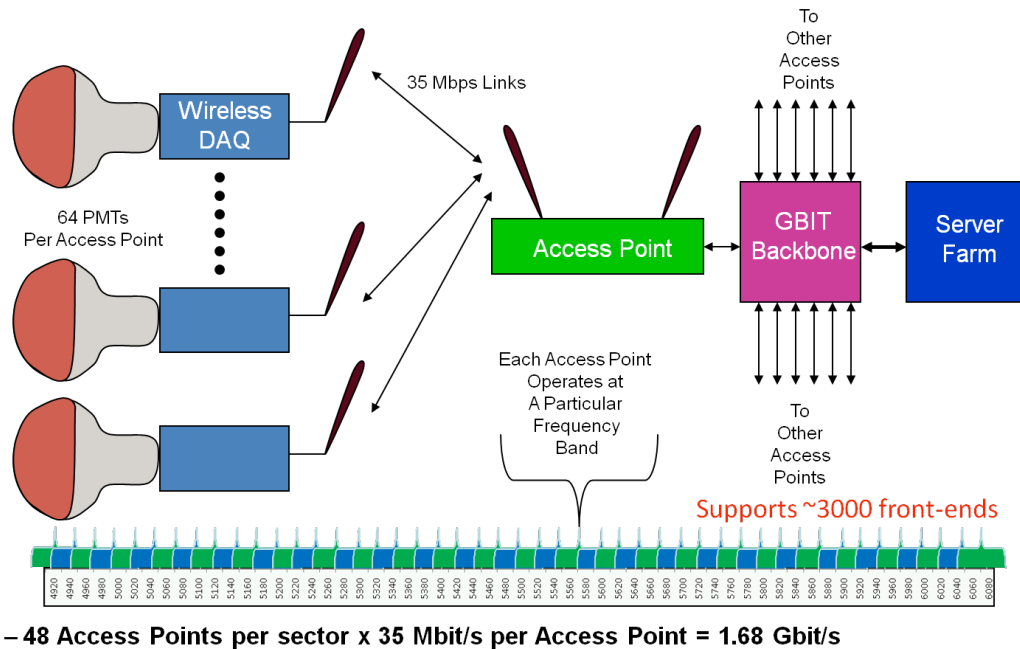 To
Other
Access
Points
35 Mbps Links
Wireless
DAQ
64 PMTs
Per Access Point
Access Point
GBIT
Backbone
Server
Farm
Each Access Point
Operates at
A Particular
Frequency
Band
To
Other
Access
Points
Supports ~3000 front-ends
4920 4940 4960 4980 5000 5020 5040 5060 5080 5100 5120 5140 5160 5180 5200 5220 5240 5260 5280 5300 5320 5340 5360 5380 5400 5420 5440 5460 5480 5500 5520 5540 5560 5580 5600 5620 5640 5660 5680 5700 5720 5740 5760 5780 5800 5820 5840 5860 5880 5900 5920 5940 5960 5980 6000 6020 6040 6060 6080
– 48 Access Points per sector x 35 Mbit/s per Access Point = 1.68 Gbit/s